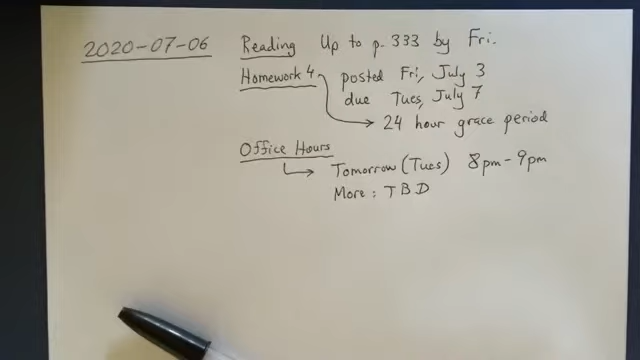 2020-07-06 Reading Up to p. 333 by Fri.
Homework 4 posted Fri, July 3
due Tues, July 7
→ 24 hour grace period
Office Hours
→ Tomorrow (Tues) 8pm-9pm
More: TBD